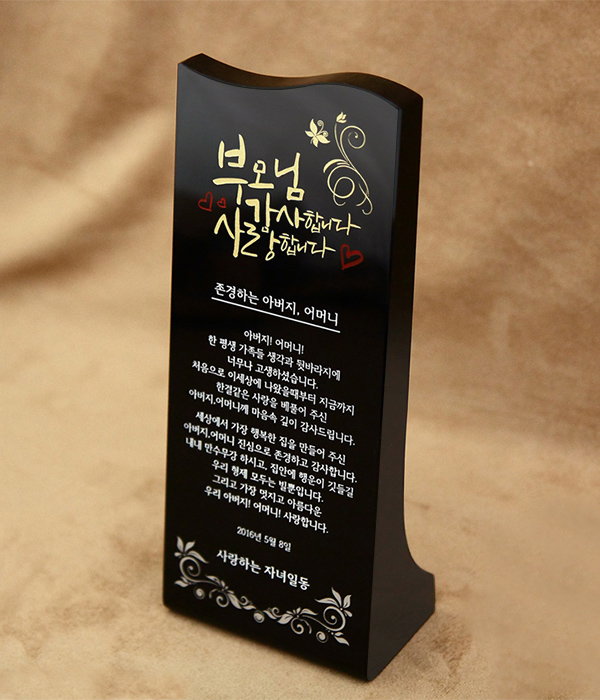 부모님
감사합니다
사랑합니다
존경하는 아버지, 어머니
아버지! 어머니!
한 평생 가족들 생각과 뒷바라지에
너무나 고생하셨습니다.
처음으로 이세상에 나왔을때부터 지금까지
한결같은 사랑을 베풀어 주신
아버지,어머니께 마음속 깊이 감사드립니다.
세상에서 가장 행복한 집을 만들어 주신
아버지,어머니 진심으로 존경하고 감사합니다.
내내 만수무강 하시고, 집안에 행운이 깃들길
우리 형제 모두는 빌뿐입니다.
그리고 가장 멋지고 아름다운
우리 아버지! 어머니! 사랑합니다.
2016년 5월 8일
사랑하는 자녀일동